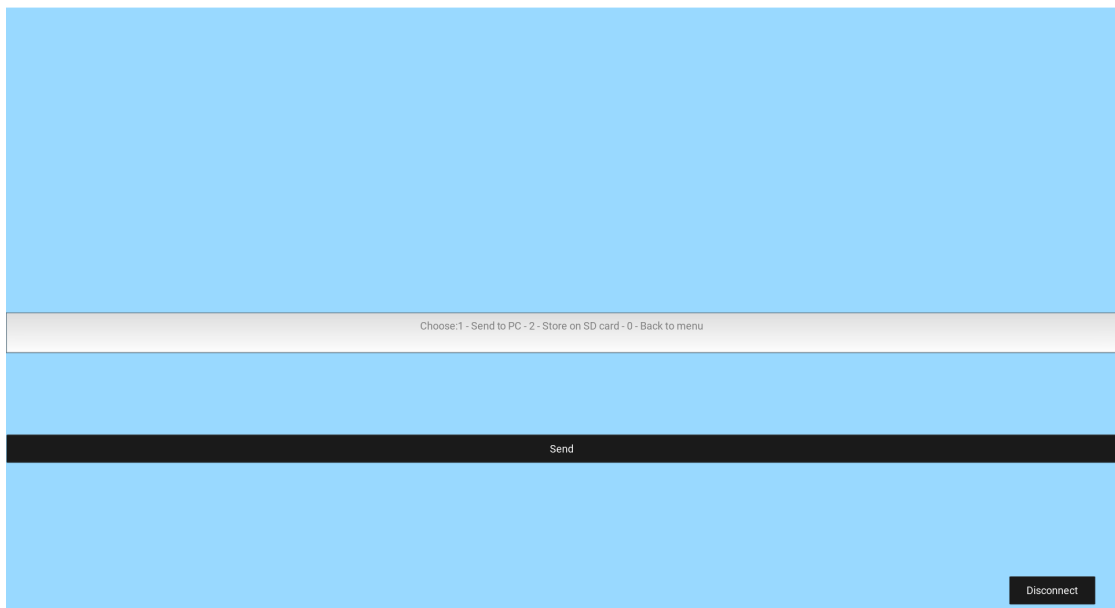 Choose:1 - Send to PC - 2 - Store on SD card - 0 - Back to menu
Send
Disconnect